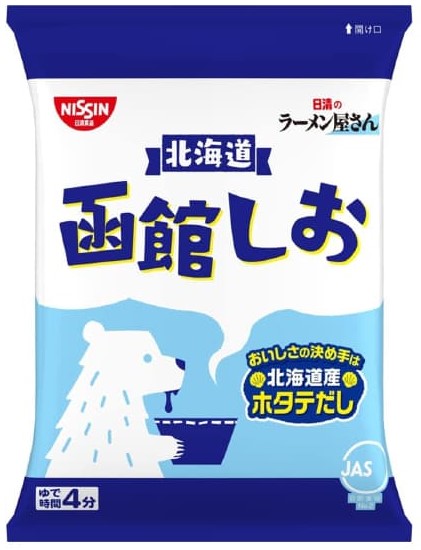 開け口
NISSIN
日清食品
日清の
ラーメン屋さん
北海道
函館しお
おいしさの決め手は
北海道産
ホタテだし
JAS
ゆで
時間4分